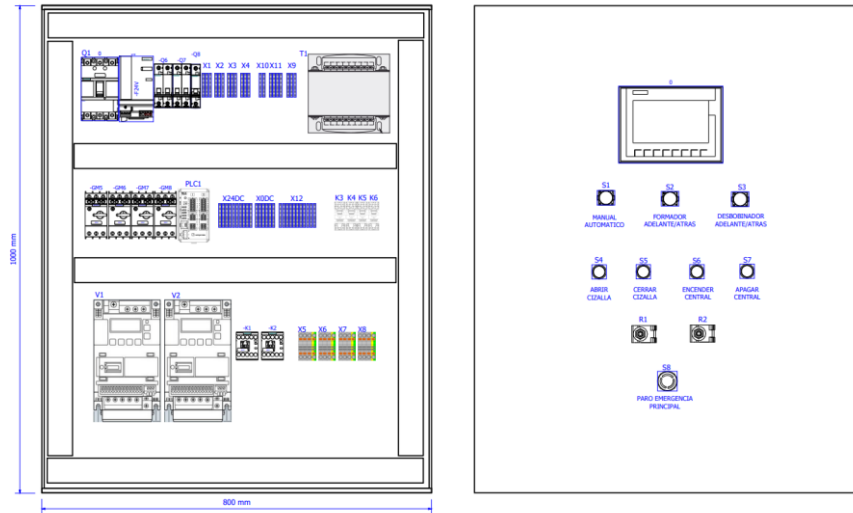 Q1
-F24V
-Q6
-Q7
-Q8
X1
X2
X3
X4
X10
X11
X9
T1
-GM5
-GM6
-GM7
-GM8
PLC1
X24DC
X0DC
X12
K3
K4
K5
K6
V1
V2
-K1
-K2
X5
X6
X7
X8
1000 mm
800 mm
S1
MANUAL
AUTOMATICO
S2
FORMADOR
ADELANTE/ATRAS
S3
DESBOBINADOR
ADELANTE/ATRAS
S4
ABRIR
CIZALLA
S5
CERRAR
CIZALLA
S6
ENCENDER
CENTRAL
S7
APAGAR
CENTRAL
R1
R2
S8
PARO EMERGENCIA
PRINCIPAL